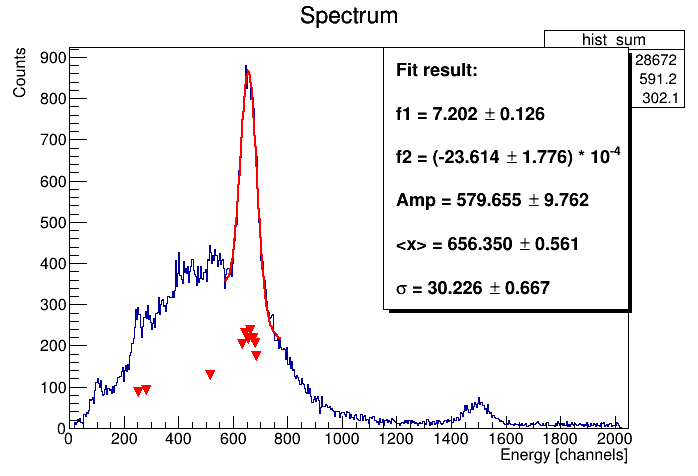 Spectrum
hist_sum
28672
591.2
302.1
Fit result:
f1 = 7.202 ± 0.126
f2 = (-23.614 ± 1.776) * 10^-4
Amp = 579.655 ± 9.762
<x> = 656.350 ± 0.561
σ = 30.226 ± 0.667
Counts
900
800
700
600
500
400
300
200
100
0
0 200 400 600 800 1000 1200 1400 1600 1800 2000
Energy [channels]